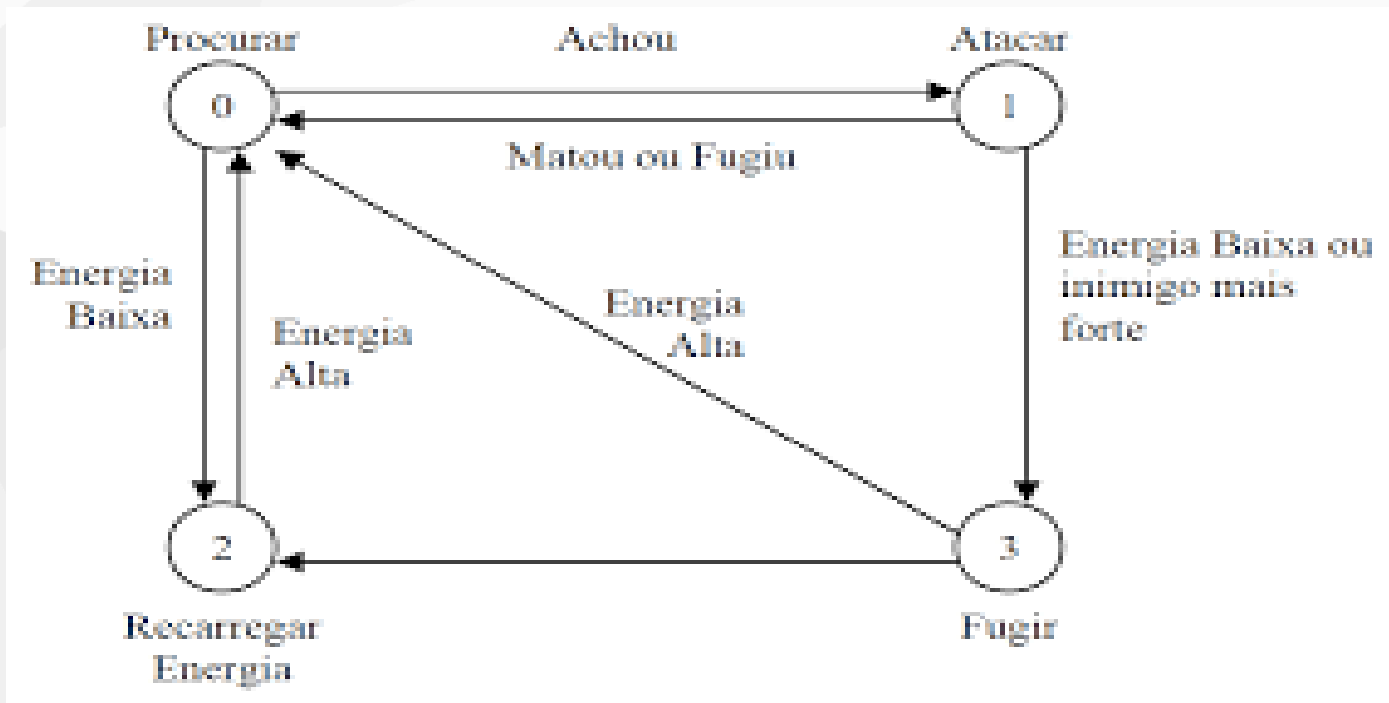 Procurar
Achou
Atacar
0
1
Matou ou Fugiu
Energia
Baixa
Energia
Alta
Energia
Alta
Energia Baixa ou
inimigo mais
forte
2
3
Recarregar
Energia
Fugir